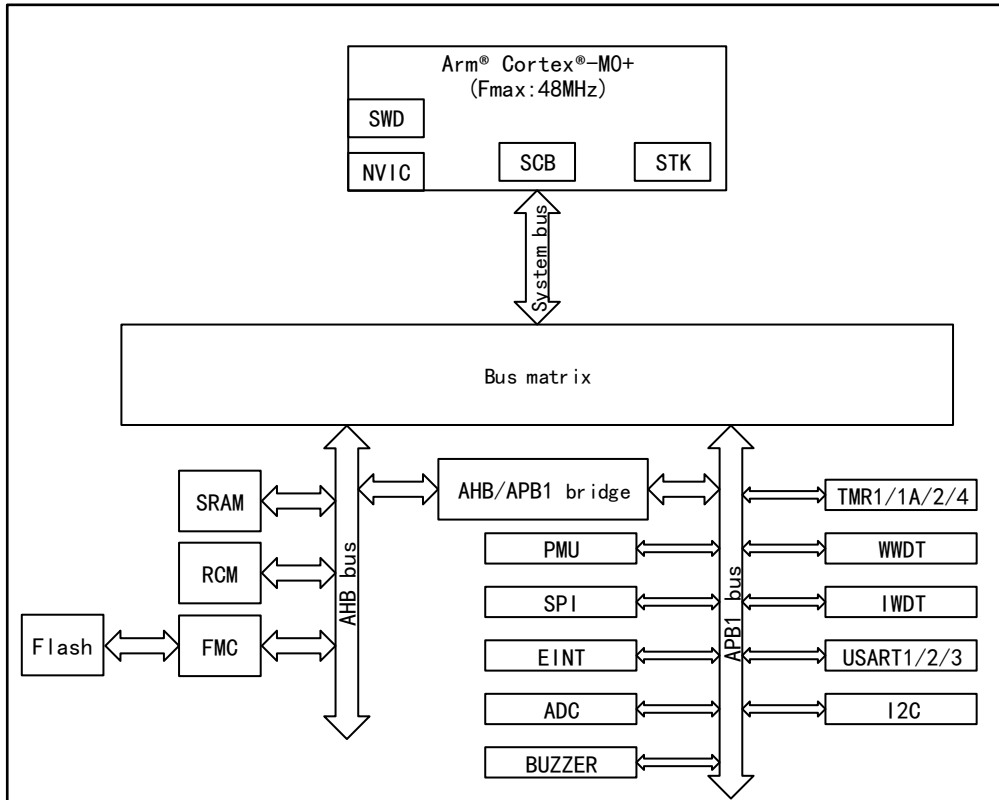 Arm® Cortex®-M0+
(Fmax:48MHz)
SWD
NVIC
SCB
STK
System bus
Bus matrix
SRAM
RCM
Flash
FMC
AHB bus
AHB/APB1 bridge
PMU
SPI
EINT
ADC
BUZZER
APB1 bus
TMR1/1A/2/4
WWDT
IWDT
USART1/2/3
I2C